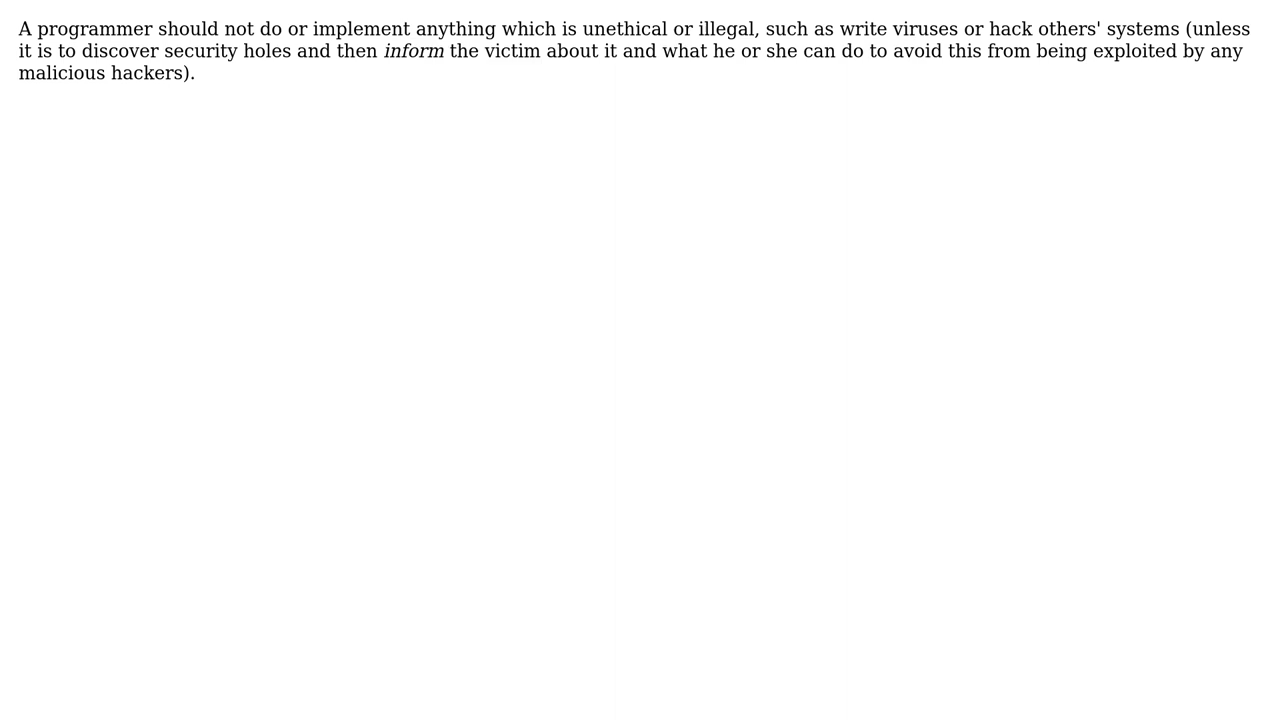 A programmer should not do or implement anything which is unethical or illegal, such as write viruses or hack others' systems (unless
it is to discover security holes and then inform the victim about it and what he or she can do to avoid this from being exploited by any
malicious hackers).